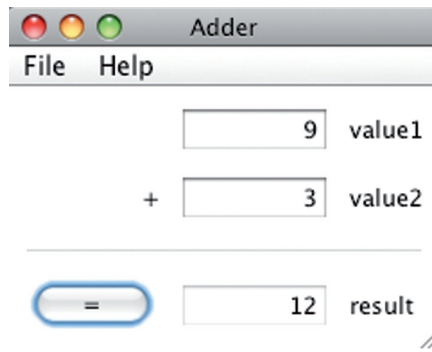 Adder
File Help
9 value1
+ 3 value2
= 12 result